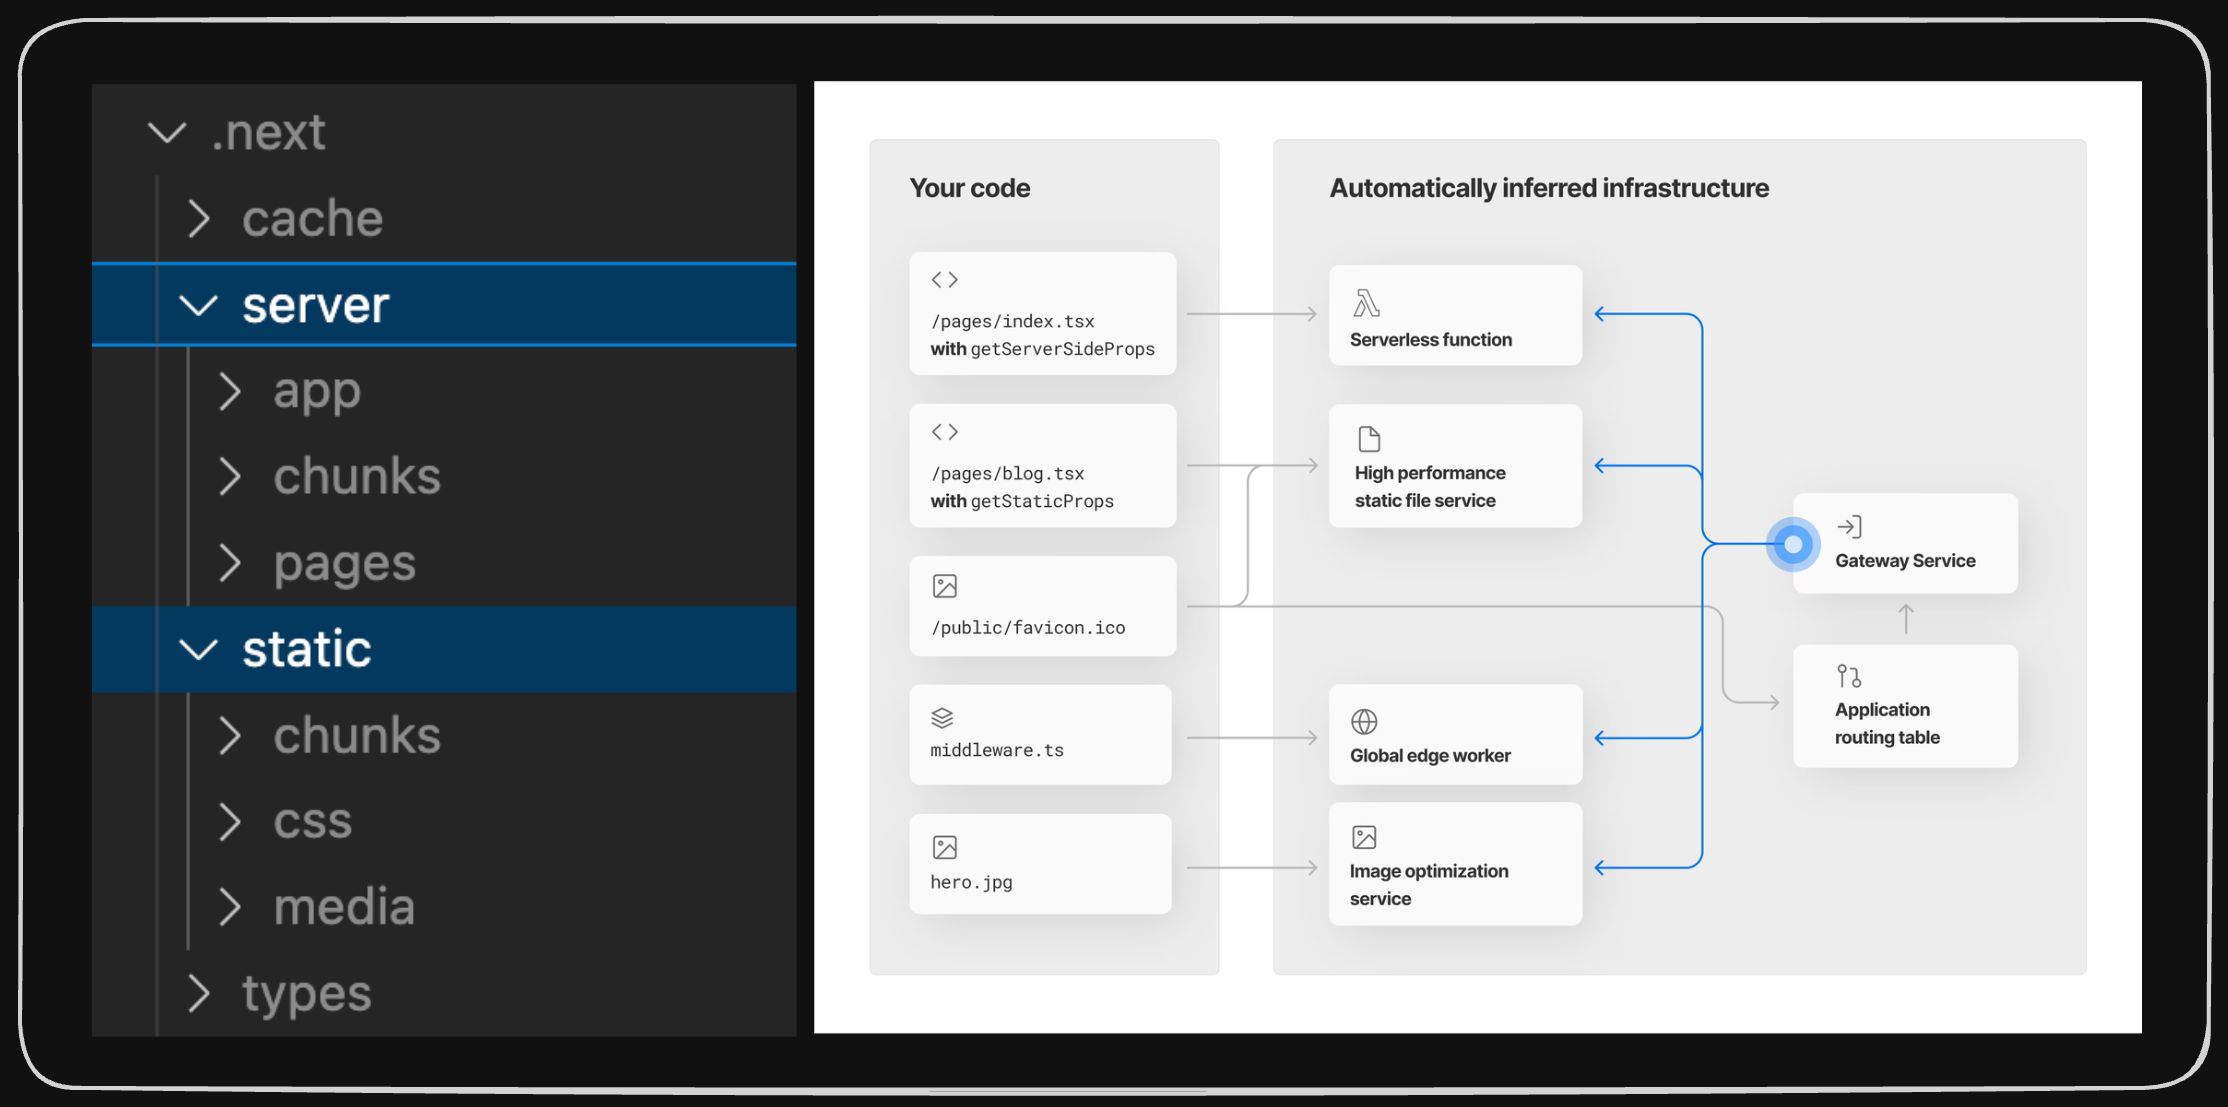 .next
cache
server
app
chunks
pages
static
chunks
css
media
types
Your code
/pages/index.tsx
with getServerSideProps
/pages/blog.tsx
with getStaticProps
/public/favicon.ico
middleware.ts
hero.jpg
Automatically inferred infrastructure
Serverless function
High performance
static file service
Global edge worker
Image optimization
service
Gateway Service
Application
routing table